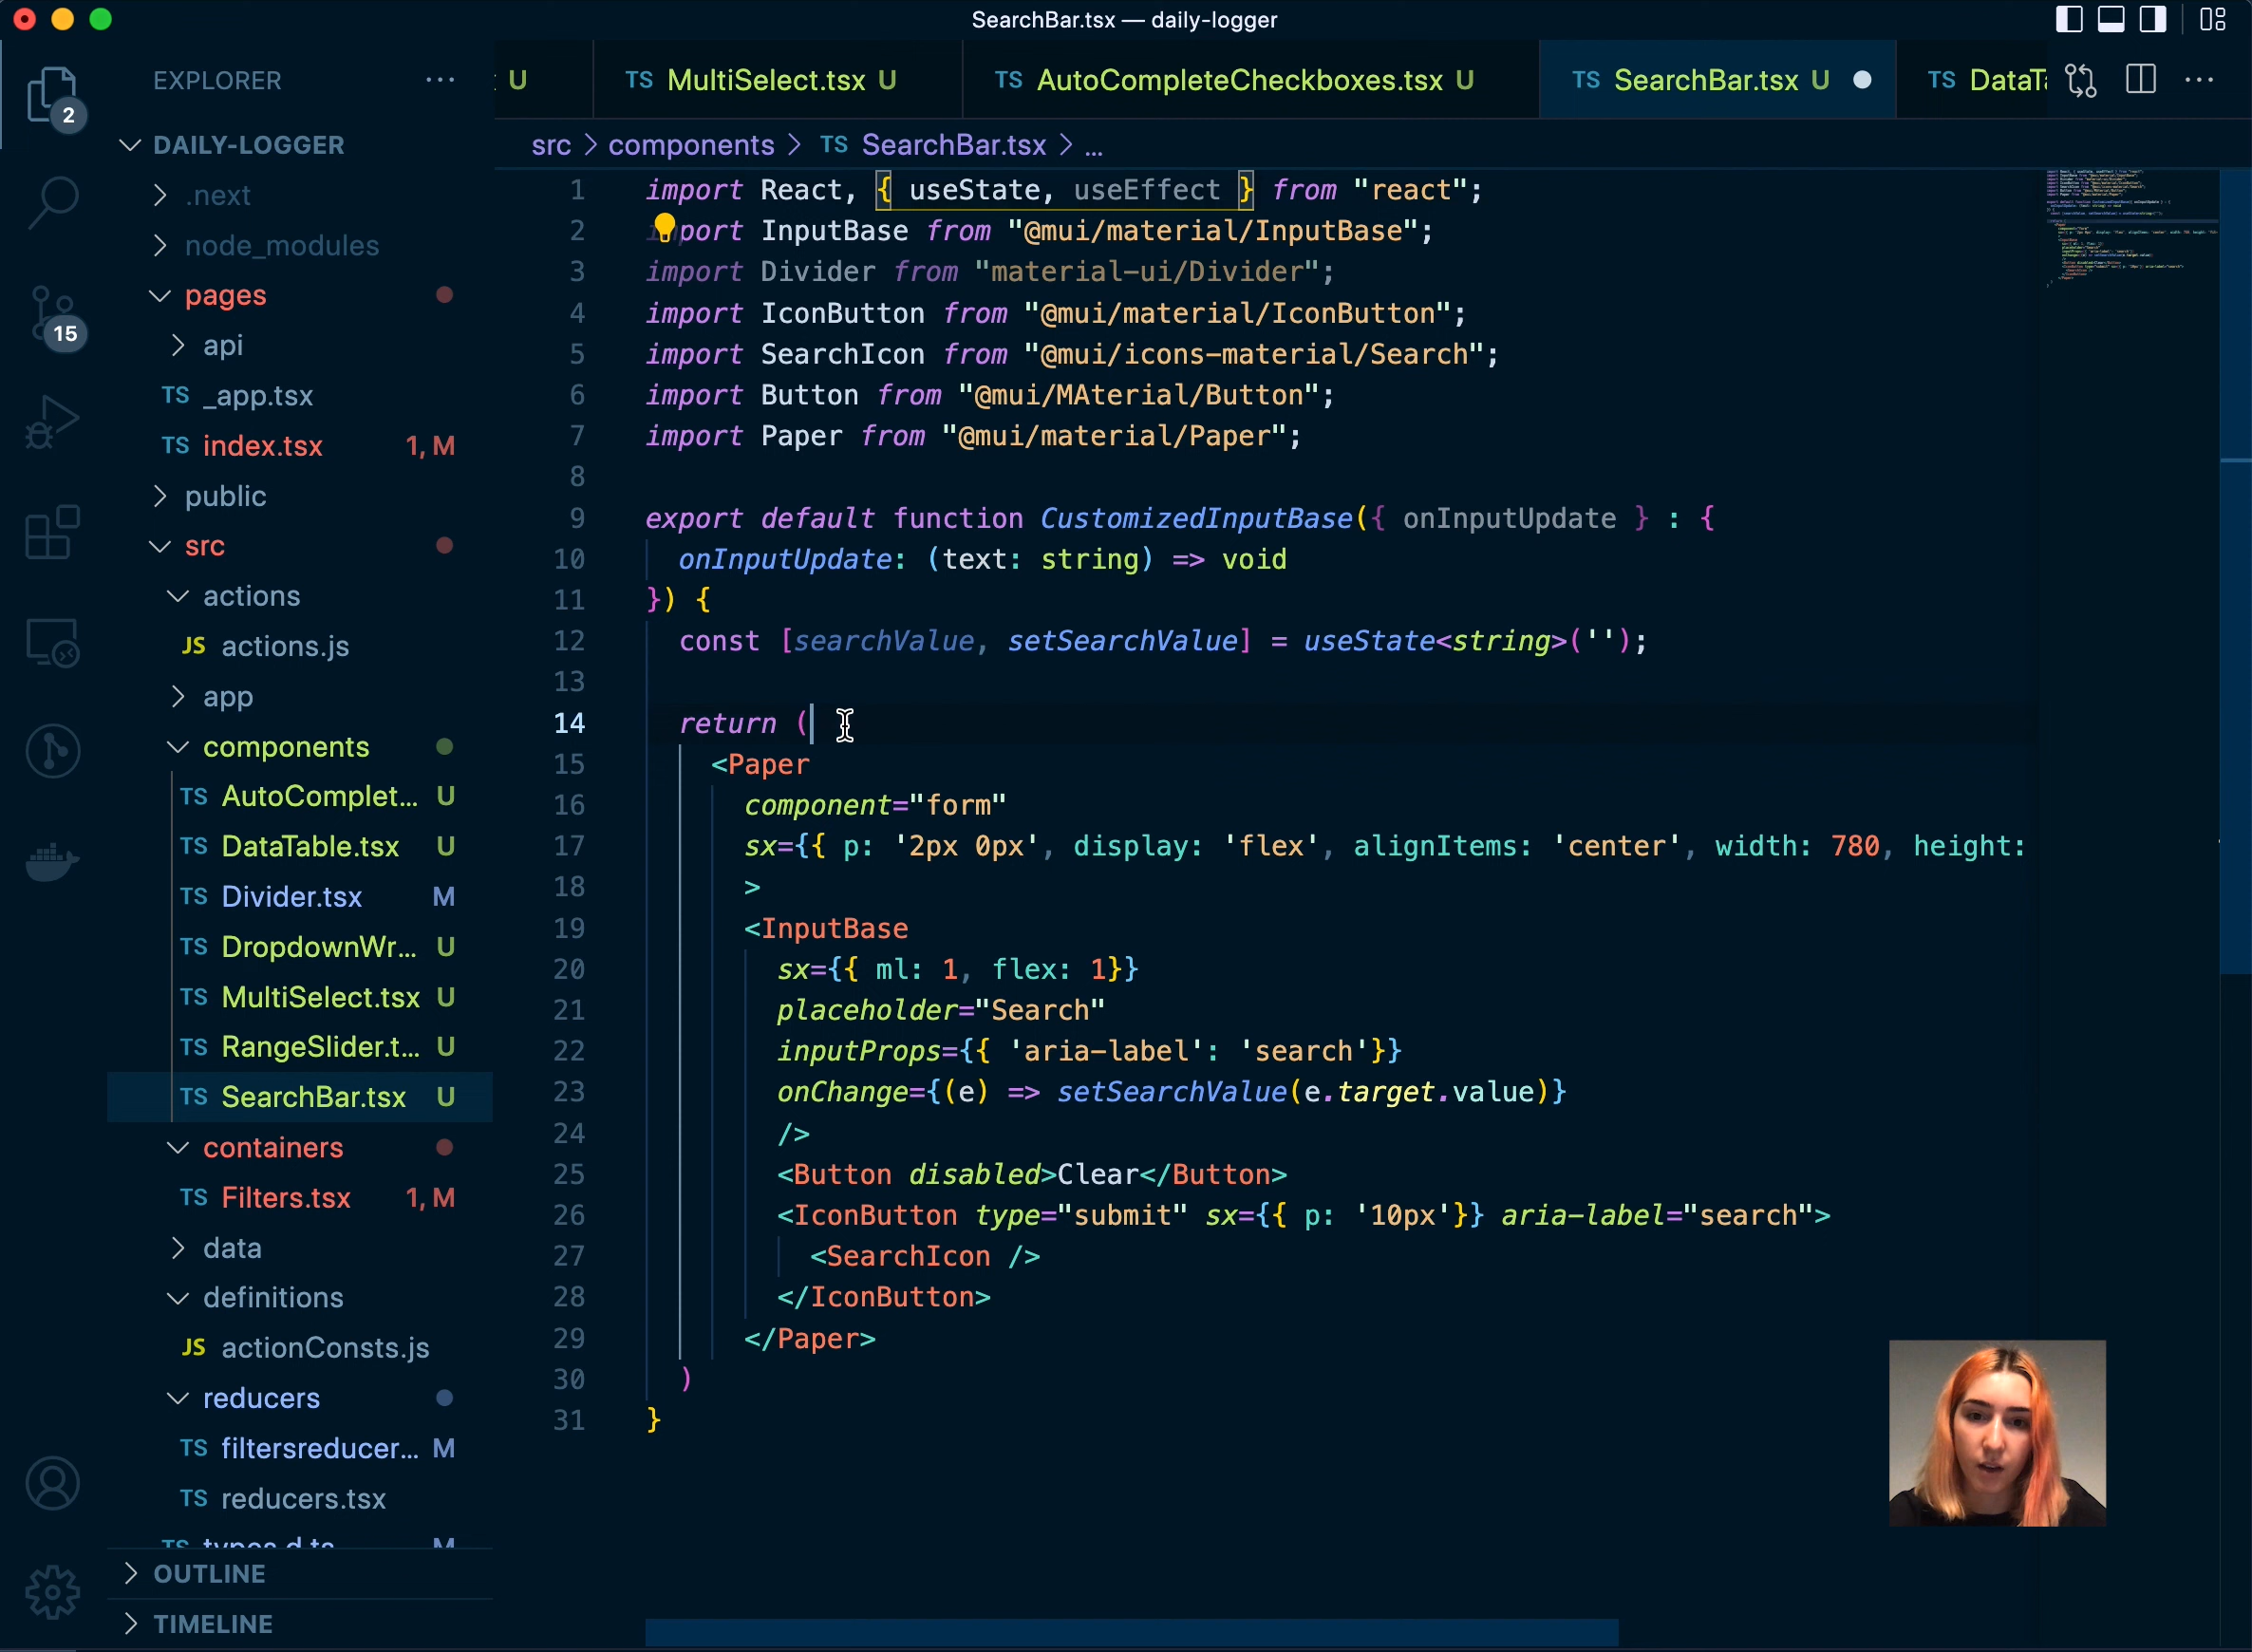 SearchBar.tsx — daily-logger
EXPLORER
2
15
DAILY-LOGGER
.next
node_modules
pages
api
TS _app.tsx
TS index.tsx 1, M
public
src
actions
JS actions.js
app
components
TS AutoComplet... U
TS DataTable.tsx U
TS Divider.tsx M
TS DropdownWr... U
TS MultiSelect.tsx U
TS RangeSlider.t... U
TS SearchBar.tsx U
containers
TS Filters.tsx 1, M
data
definitions
JS actionConsts.js
reducers
TS filtersreducer... M
TS reducers.tsx
TS types.d.ts M
OUTLINE
TIMELINE
U
TS MultiSelect.tsx U
TS AutoCompleteCheckboxes.tsx U
TS SearchBar.tsx U
TS DataTa
src > components > TS SearchBar.tsx > ...
1 import React, { useState, useEffect } from "react";
2 import InputBase from "@mui/material/InputBase";
3 import Divider from "material-ui/Divider";
4 import IconButton from "@mui/material/IconButton";
5 import SearchIcon from "@mui/icons-material/Search";
6 import Button from "@mui/MAterial/Button";
7 import Paper from "@mui/material/Paper";
8
9 export default function CustomizedInputBase({ onInputUpdate } : {
10 onInputUpdate: (text: string) => void
11 }) {
12 const [searchValue, setSearchValue] = useState<string>('');
13
14 return (
15 <Paper
16 component="form"
17 sx={{ p: '2px 0px', display: 'flex', alignItems: 'center', width: 780, height:
18 >
19 <InputBase
20 sx={{ ml: 1, flex: 1}}
21 placeholder="Search"
22 inputProps={{ 'aria-label': 'search'}}
23 onChange={(e) => setSearchValue(e.target.value)}
24 />
25 <Button disabled>Clear</Button>
26 <IconButton type="submit" sx={{ p: '10px'}} aria-label="search">
27 <SearchIcon />
28 </IconButton>
29 </Paper>
30 )
31 }